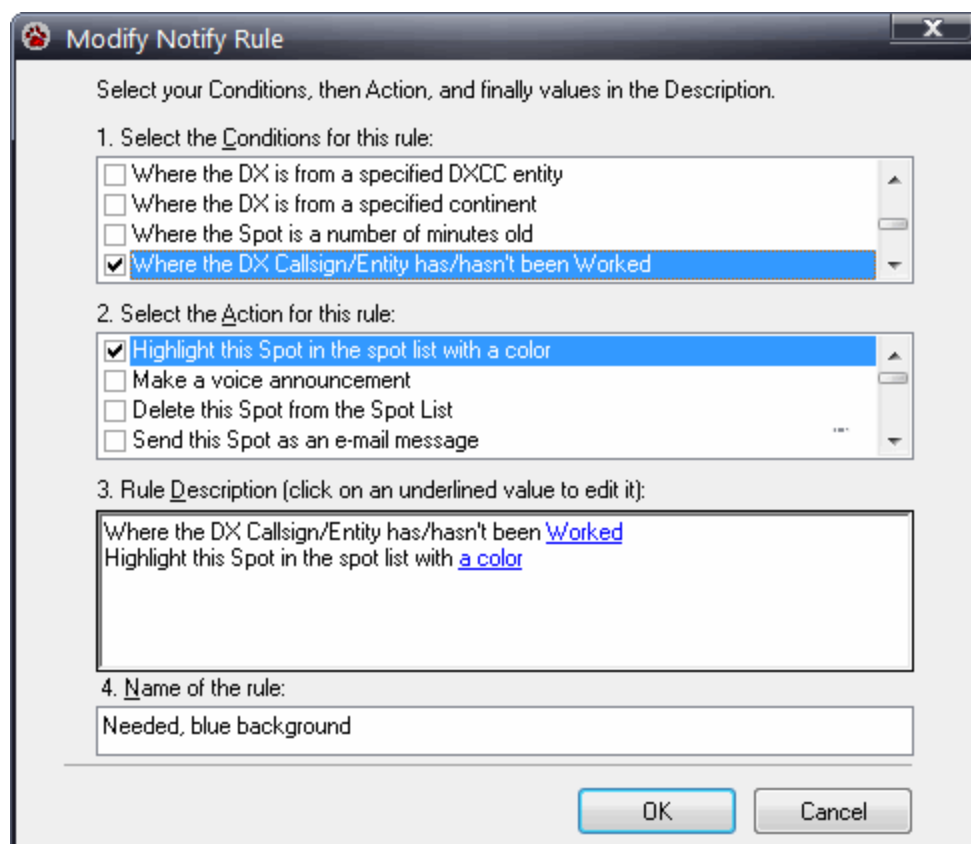 Modify Notify Rule
X
Select your Conditions, then Action, and finally values in the Description.
1. Select the Conditions for this rule:
Where the DX is from a specified DXCC entity
Where the DX is from a specified continent
Where the Spot is a number of minutes old
Where the DX Callsign/Entity has/hasn't been Worked
2. Select the Action for this rule:
Highlight this Spot in the spot list with a color
Make a voice announcement
Delete this Spot from the Spot List
Send this Spot as an e-mail message
3. Rule Description (click on an underlined value to edit it):
Where the DX Callsign/Entity has/hasn't been Worked
Highlight this Spot in the spot list with a color
4. Name of the rule:
Needed, blue background
OK Cancel